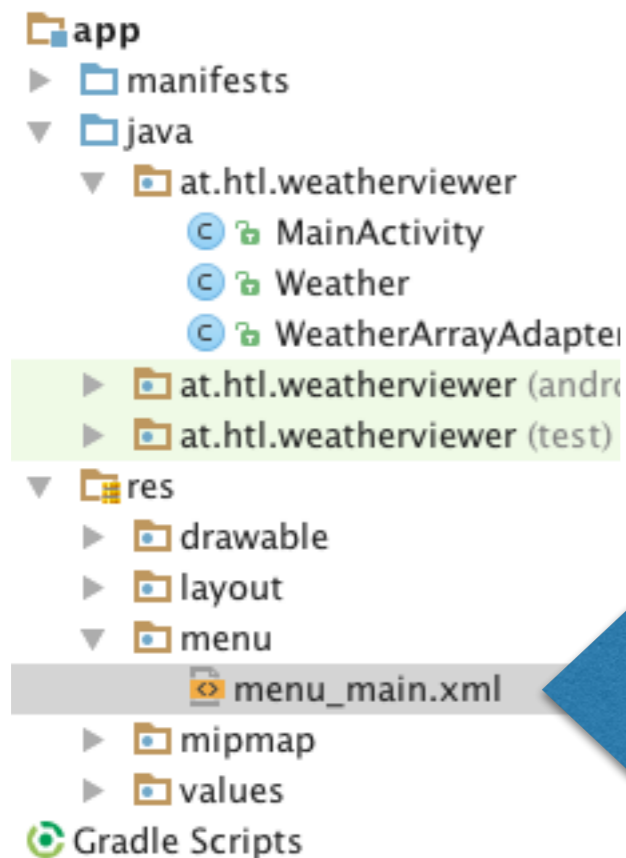 app
manifests
java
at.htl.weatherviewer
C MainActivity
C Weather
C WeatherArrayAdapter
at.htl.weatherviewer (andro
at.htl.weatherviewer (test)
res
drawable
layout
menu
<> menu_main.xml
mipmap
values
Gradle Scripts